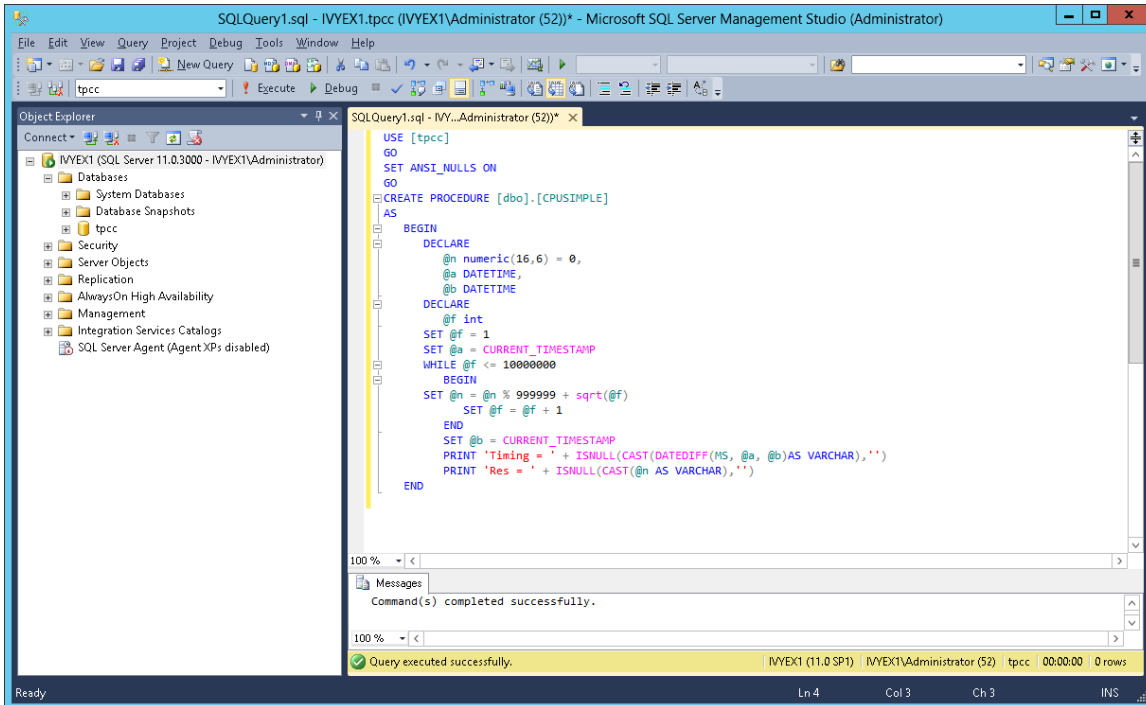 SQLQuery1.sql - IVYEX1.tpcc (IVYEX1\Administrator (52))* - Microsoft SQL Server Management Studio (Administrator)
File Edit View Query Project Debug Tools Window Help
New Query
tpcc Execute Debug
Object Explorer
Connect
IVYEX1 (SQL Server 11.0.3000 - IVYEX1\Administrator)
Databases
System Databases
Database Snapshots
tpcc
Security
Server Objects
Replication
AlwaysOn High Availability
Management
Integration Services Catalogs
SQL Server Agent (Agent XPs disabled)
SQLQuery1.sql - IVY...Administrator (52))*
USE [tpcc]
GO
SET ANSI_NULLS ON
GO
CREATE PROCEDURE [dbo].[CPUSIMPLE]
AS
BEGIN
DECLARE
@n numeric(16,6) = 0,
@a DATETIME,
@b DATETIME
DECLARE
@f int
SET @f = 1
SET @a = CURRENT_TIMESTAMP
WHILE @f <= 10000000
BEGIN
SET @n = @n % 999999 + sqrt(@f)
SET @f = @f + 1
END
SET @b = CURRENT_TIMESTAMP
PRINT 'Timing = ' + ISNULL(CAST(DATEDIFF(MS, @a, @b)AS VARCHAR),'')
PRINT 'Res = ' + ISNULL(CAST(@n AS VARCHAR),'')
END
100 %
Messages
Command(s) completed successfully.
100 %
Query executed successfully. IVYEX1 (11.0 SP1) IVYEX1\Administrator (52) tpcc 00:00:00 0 rows
Ready Ln 4 Col 3 Ch 3 INS